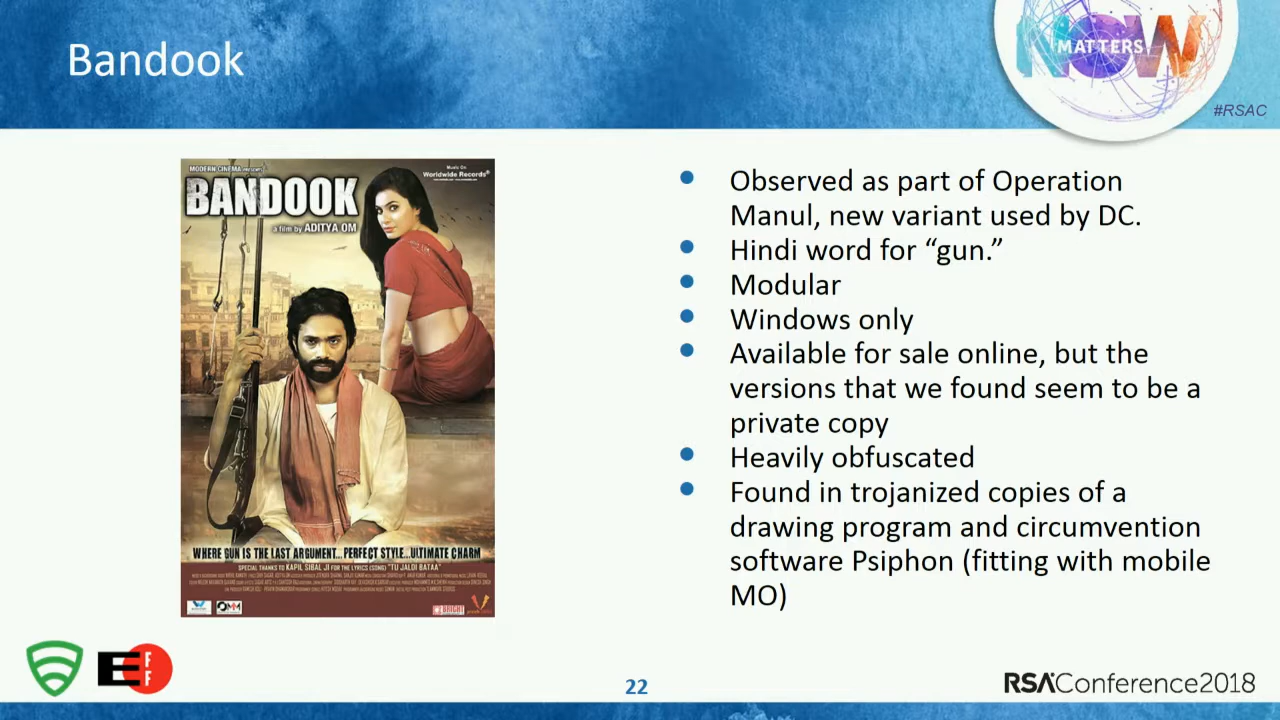 Bandook
NOW
MATTERS
#RSAC
MODERN CINEMA
BANDOOK
a film by ADITYA OM
Music On
Worldwide Records
WHERE GUN IS THE LAST ARGUMENT... PERFECT STYLE...ULTIMATE CHARM
SPECIAL THANKS TO KAPIL SIBAL JI FOR THE LYRICS (SONG) "TU JALDI BATAA"
BRIGHT
Observed as part of Operation
Manul, new variant used by DC.
Hindi word for “gun.”
Modular
Windows only
Available for sale online, but the
versions that we found seem to be a
private copy
Heavily obfuscated
Found in trojanized copies of a
drawing program and circumvention
software Psiphon (fitting with mobile
MO)
EFF
22
RSAConference2018